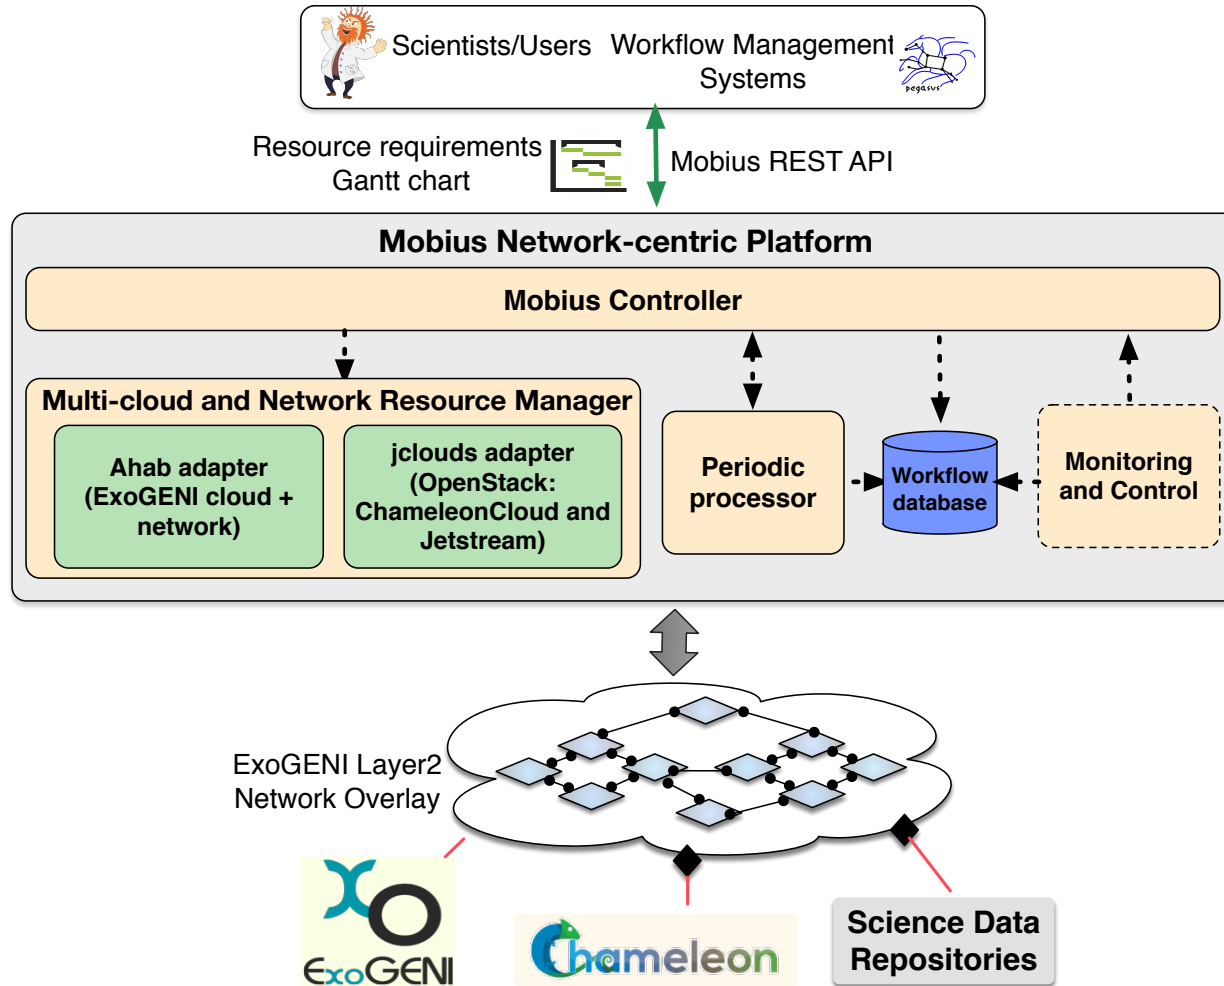 Scientists/Users
Workflow Management
Systems
pegasus
Resource requirements
Gantt chart
Mobius REST API
Mobius Network-centric Platform
Mobius Controller
Multi-cloud and Network Resource Manager
Ahab adapter
(ExoGENI cloud +
network)
jclouds adapter
(OpenStack:
ChameleonCloud and
Jetstream)
Periodic
processor
Workflow
database
Monitoring
and Control
ExoGENI Layer2
Network Overlay
XO
ExoGENI
Chameleon
Science Data
Repositories